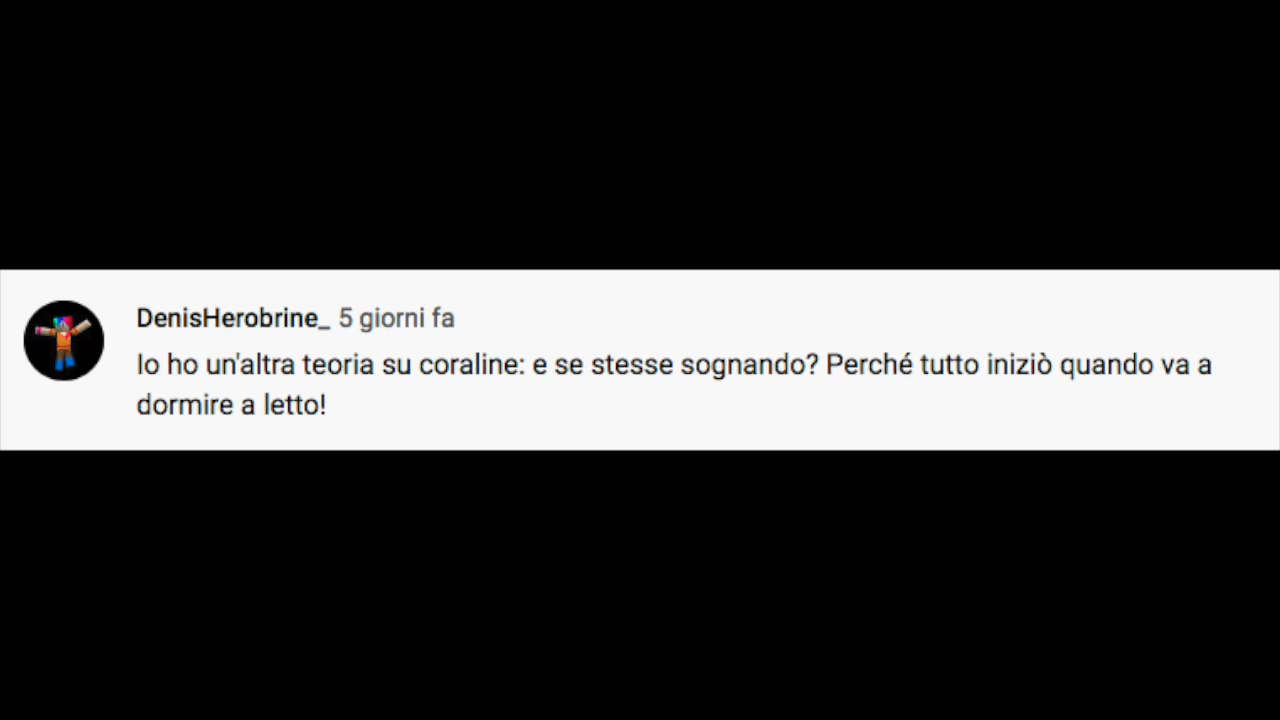 DenisHerobrine_ 5 giorni fa
Io ho un'altra teoria su coraline: e se stesse sognando? Perché tutto iniziò quando va a
dormire a letto!